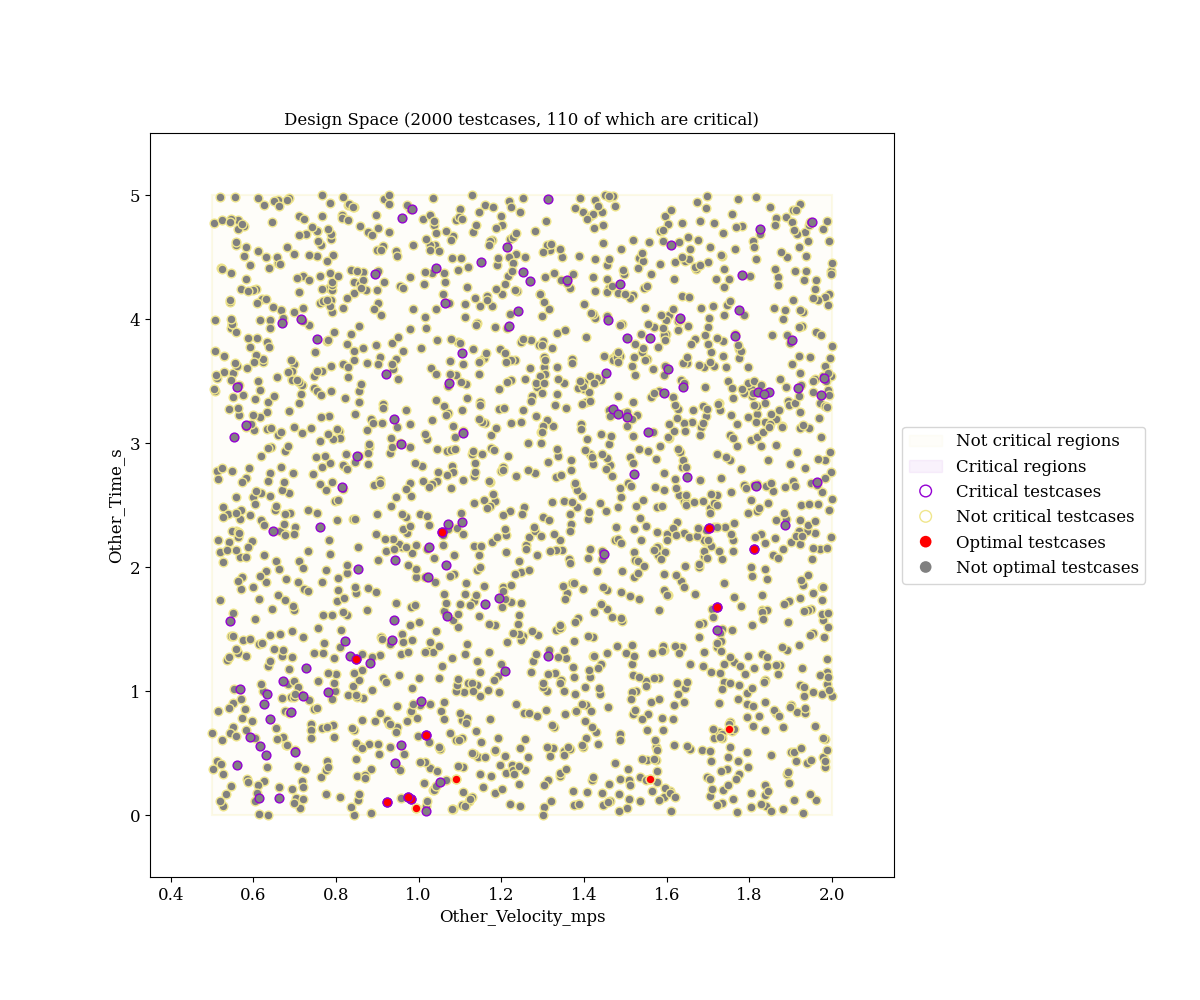 Design Space (2000 testcases, 110 of which are critical)
5
4
3
2
1
0
Other_Time_s
0.4 0.6 0.8 1.0 1.2 1.4 1.6 1.8 2.0
Other_Velocity_mps
Not critical regions
Critical regions
Critical testcases
Not critical testcases
Optimal testcases
Not optimal testcases